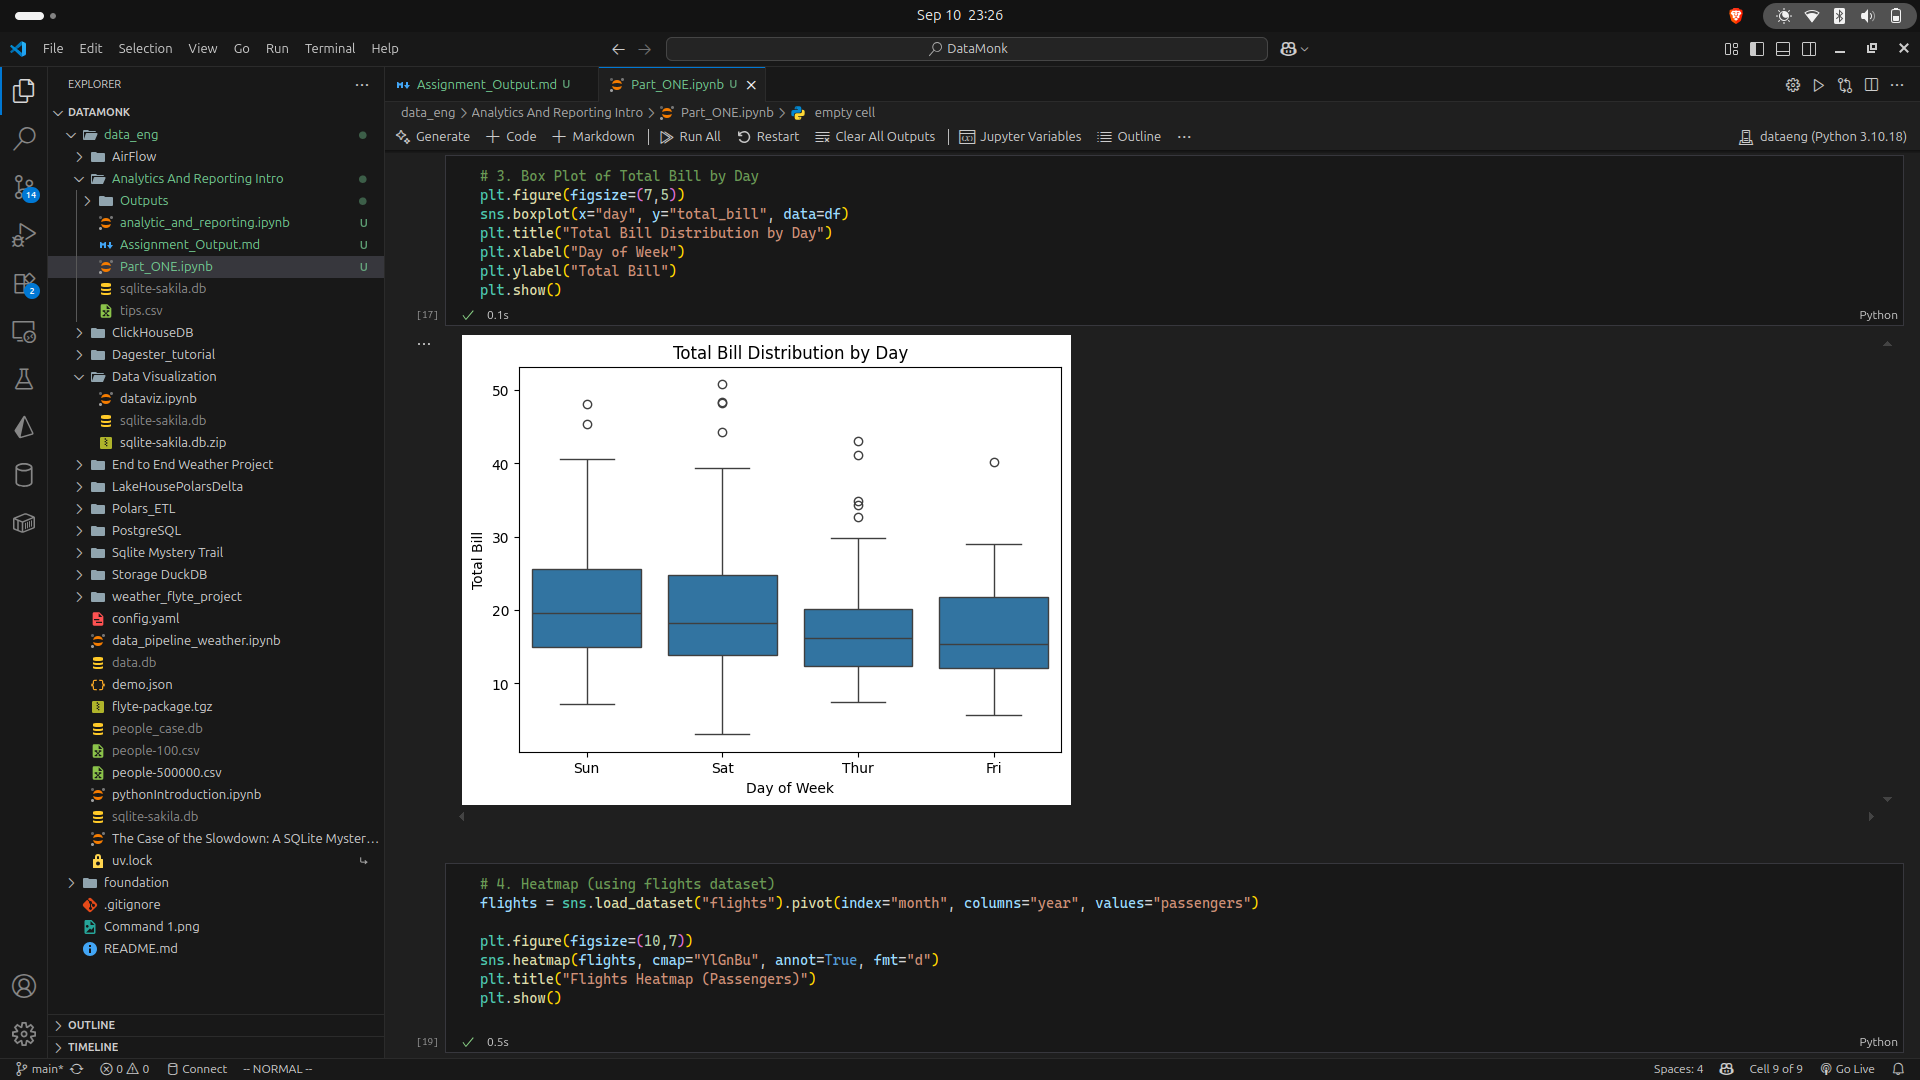 Sep 10 23:26
File Edit Selection View Go Run Terminal Help
DataMonk
EXPLORER
DATAMONK
data_eng
AirFlow
Analytics And Reporting Intro
Outputs
analytic_and_reporting.ipynb U
Assignment_Output.md U
Part_ONE.ipynb U
sqlite-sakila.db
tips.csv
ClickHouseDB
Dagester_tutorial
Data Visualization
dataviz.ipynb
sqlite-sakila.db
sqlite-sakila.db.zip
End to End Weather Project
LakeHousePolarsDelta
Polars_ETL
PostgreSQL
Sqlite Mystery Trail
Storage DuckDB
weather_flyte_project
config.yaml
data_pipeline_weather.ipynb
data.db
demo.json
flyte-package.tgz
people_case.db
people-100.csv
people-500000.csv
pythonIntroduction.ipynb
sqlite-sakila.db
The Case of the Slowdown: A SQLite Myster...
uv.lock
foundation
.gitignore
Command 1.png
README.md
OUTLINE
TIMELINE
14
2
Assignment_Output.md U
Part_ONE.ipynb U
data_eng > Analytics And Reporting Intro > Part_ONE.ipynb > empty cell
Generate + Code + Markdown | Run All Restart Clear All Outputs | Jupyter Variables Outline ...
dataeng (Python 3.10.18)
# 3. Box Plot of Total Bill by Day
plt.figure(figsize=(7,5))
sns.boxplot(x="day", y="total_bill", data=df)
plt.title("Total Bill Distribution by Day")
plt.xlabel("Day of Week")
plt.ylabel("Total Bill")
plt.show()
[17] 0.1s Python
Total Bill Distribution by Day
50
40
30
20
10
Total Bill
Sun Sat Thur Fri
Day of Week
# 4. Heatmap (using flights dataset)
flights = sns.load_dataset("flights").pivot(index="month", columns="year", values="passengers")
plt.figure(figsize=(10,7))
sns.heatmap(flights, cmap="YlGnBu", annot=True, fmt="d")
plt.title("Flights Heatmap (Passengers)")
plt.show()
[19] 0.5s Python
main* 0 0 Connect -- NORMAL -- Spaces: 4 Cell 9 of 9 Go Live